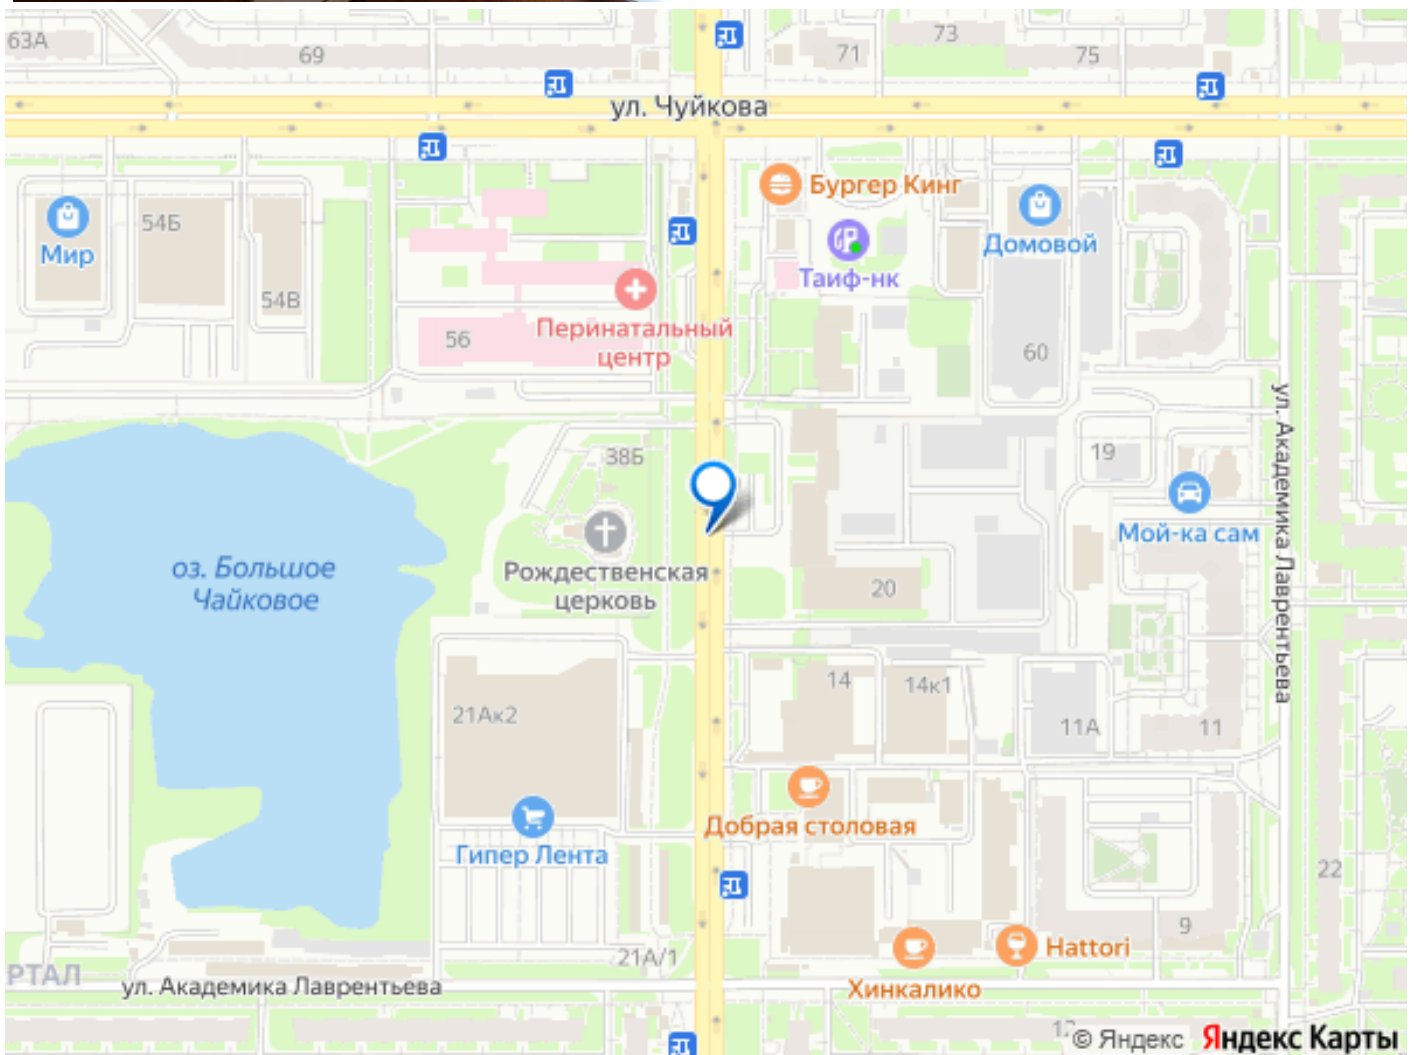 63А
69
71
73
75
ул. Чуйкова
Бургер Кинг
Мир
54Б
54В
Домовой
Таиф-нк
Перинатальный
центр
56
60
ул. Академика Лаврентьева
38Б
19
Мой-ка сам
оз. Большое
Чайковое
Рождественская
церковь
20
14
14к1
21Ак2
11А
11
Добрая столовая
Гипер Лента
22
9
Hattori
21А/1
РТАЛ
ул. Академика Лаврентьева
Хинкалико
© Яндекс Яндекс Карты